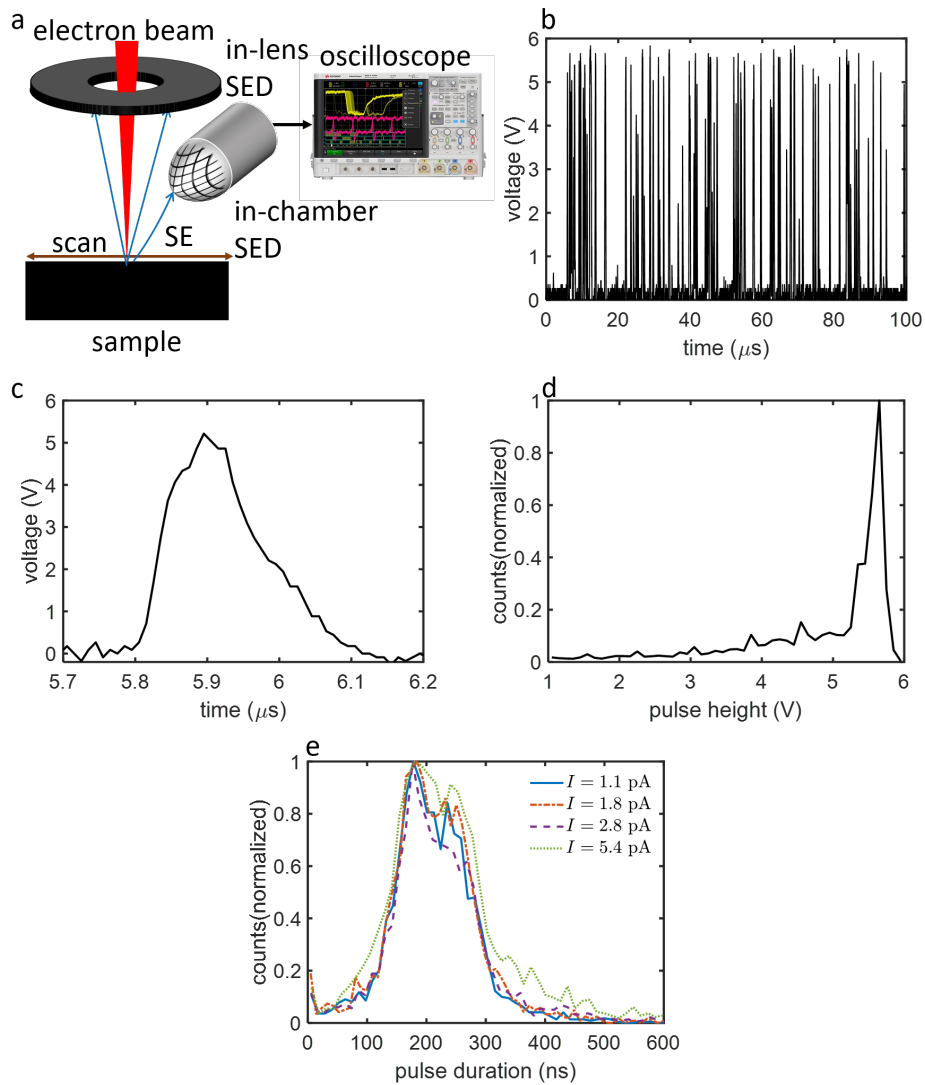 a
electron beam
in-lens
SED
oscilloscope
in-chamber
SED
scan
SE
sample
b
6
5
4
3
2
1
0
voltage (V)
0 20 40 60 80 100
time (μs)
c
6
5
4
3
2
1
0
voltage (V)
5.7 5.8 5.9 6 6.1 6.2
time (μs)
d
1
0.8
0.6
0.4
0.2
0
counts(normalized)
1 2 3 4 5 6
pulse height (V)
e
1
0.8
0.6
0.4
0.2
0
counts(normalized)
I = 1.1 pA
I = 1.8 pA
I = 2.8 pA
I = 5.4 pA
0 100 200 300 400 500 600
pulse duration (ns)